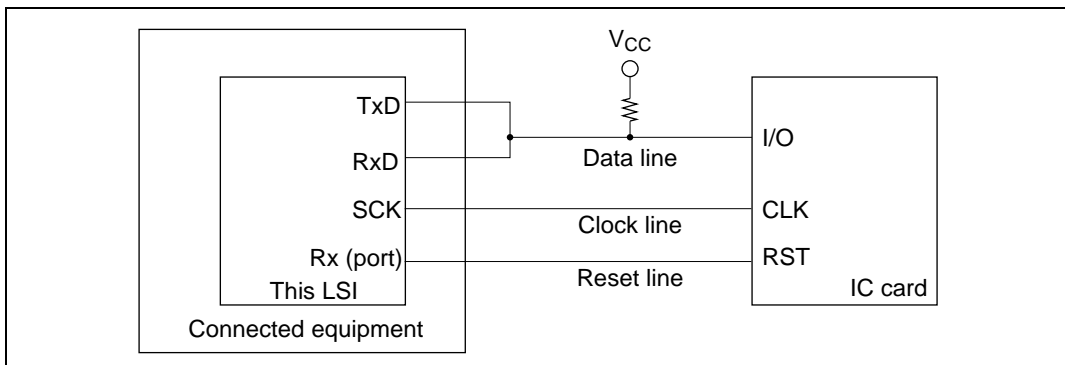 VCC
TxD
I/O
RxD
Data line
SCK
CLK
Clock line
Rx (port)
RST
Reset line
This LSI
IC card
Connected equipment